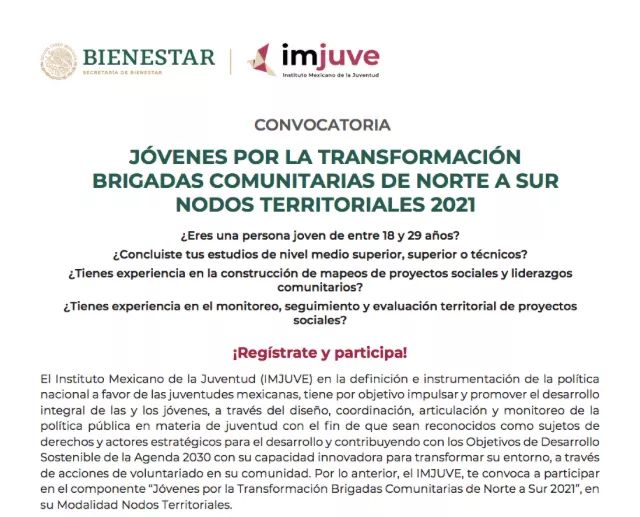 BIENESTAR
SECRETARÍA DE BIENESTAR
imjuve
Instituto Mexicano de la Juventud
CONVOCATORIA
JÓVENES POR LA TRANSFORMACIÓN
BRIGADAS COMUNITARIAS DE NORTE A SUR
NODOS TERRITORIALES 2021
¿Eres una persona joven de entre 18 y 29 años?
¿Concluiste tus estudios de nivel medio superior, superior o técnicos?
¿Tienes experiencia en la construcción de mapeos de proyectos sociales y liderazgos
comunitarios?
¿Tienes experiencia en el monitoreo, seguimiento y evaluación territorial de proyectos
sociales?
¡Regístrate y participa!
El Instituto Mexicano de la Juventud (IMJUVE) en la definición e instrumentación de la política
nacional a favor de las juventudes mexicanas, tiene por objetivo impulsar y promover el desarrollo
integral de las y los jóvenes, a través del diseño, coordinación, articulación y monitoreo de la
política pública en materia de juventud con el fin de que sean reconocidos como sujetos de
derechos y actores estratégicos para el desarrollo y contribuyendo con los Objetivos de Desarrollo
Sostenible de la Agenda 2030 con su capacidad innovadora para transformar su entorno, a través
de acciones de voluntariado en su comunidad. Por lo anterior, el IMJUVE, te convoca a participar
en el componente “Jóvenes por la Transformación Brigadas Comunitarias de Norte a Sur 2021”, en
su Modalidad Nodos Territoriales.